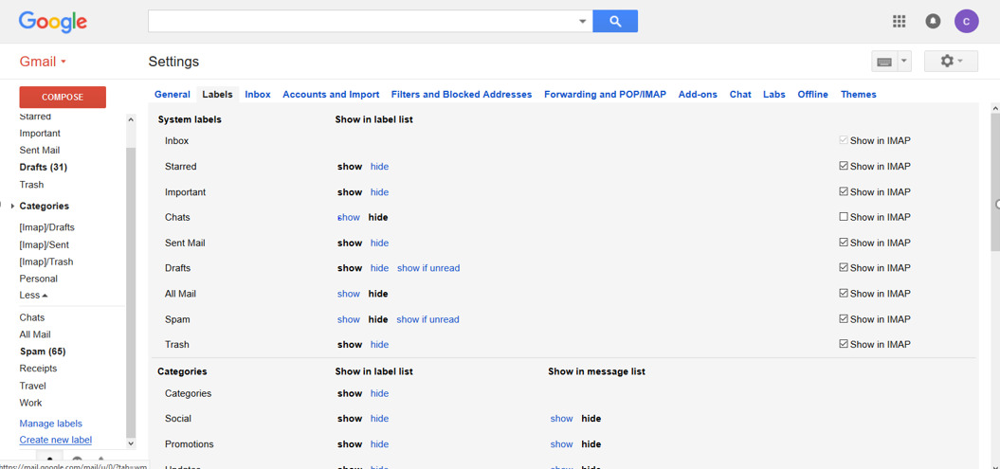 Google
C
Gmail
Settings
COMPOSE
General Labels Inbox Accounts and Import Filters and Blocked Addresses Forwarding and POP/IMAP Add-ons Chat Labs Offline Themes
Starred
Important
Sent Mail
Drafts (31)
Trash
Categories
[Imap]/Drafts
[Imap]/Sent
[Imap]/Trash
Personal
Less
Chats
All Mail
Spam (65)
Receipts
Travel
Work
Manage labels
Create new label
System labels Show in label list
Inbox Show in IMAP
Starred show hide Show in IMAP
Important show hide Show in IMAP
Chats show hide Show in IMAP
Sent Mail show hide Show in IMAP
Drafts show hide show if unread Show in IMAP
All Mail show hide Show in IMAP
Spam show hide show if unread Show in IMAP
Trash show hide Show in IMAP
Categories Show in label list Show in message list
Categories show hide
Social show hide show hide
Promotions show hide show hide
Updates show hide show hide
https://mail.google.com/mail/u/0/?tab=wm